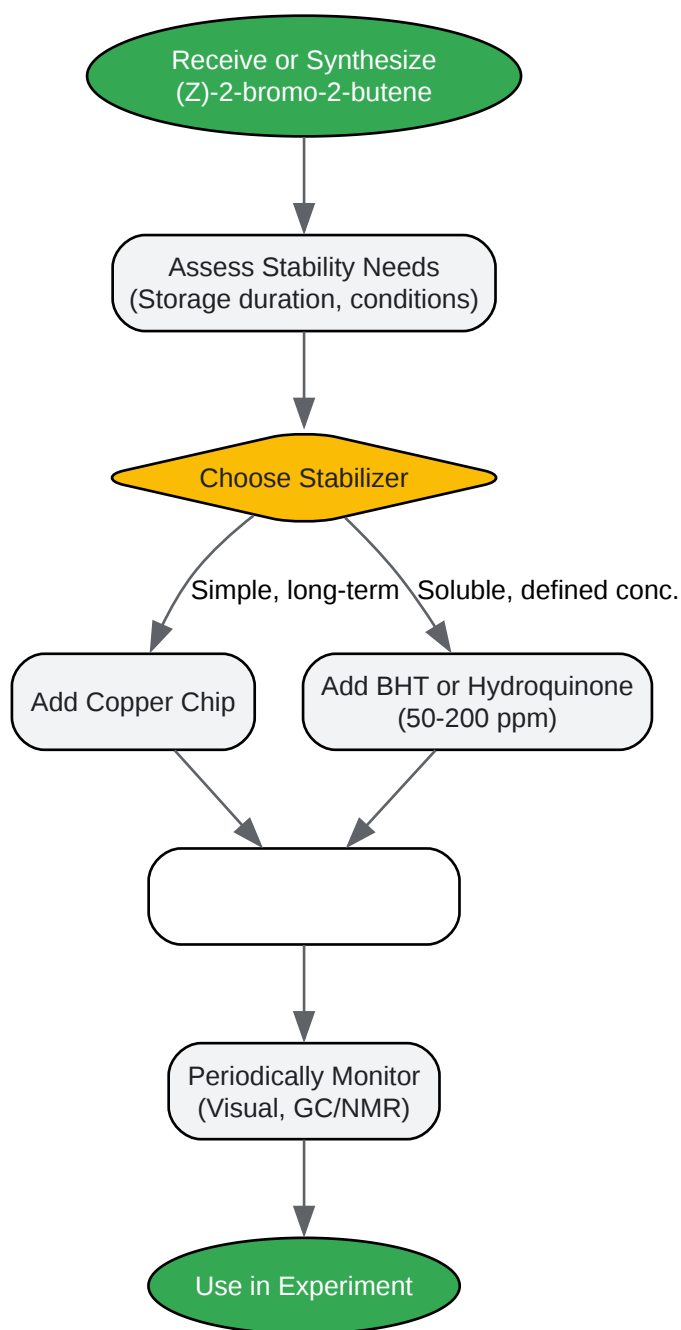 Receive or Synthesize
(Z)-2-bromo-2-butene
Assess Stability Needs
(Storage duration, conditions)
Choose Stabilizer
Simple, long-term
Soluble, defined conc.
Add Copper Chip
Add BHT or Hydroquinone
(50-200 ppm)
Periodically Monitor
(Visual, GC/NMR)
Use in Experiment